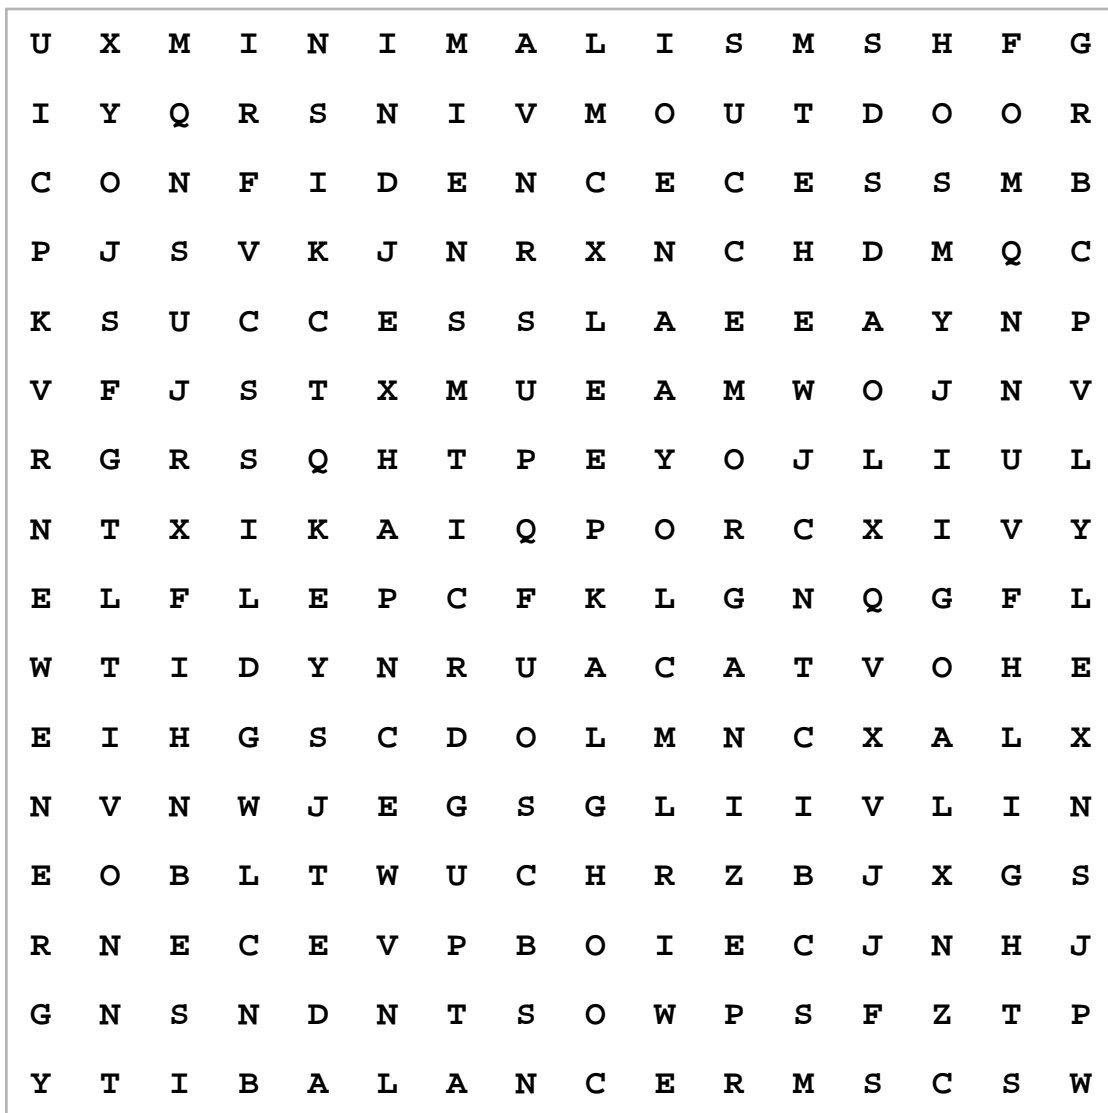 U X M I N I M A L I S M S H F G
I Y Q R S N I V M O U T D O O R
C O N F I D E N C E C E S S M B
P J S V K J N R X N C H D M Q C
K S U C C E S S L A E E A Y N P
V F J S T X M U E A M W O J N V
R G R S Q H T P E Y O J L I U L
N T X I K A I Q P O R C X I V Y
E L F L E P C F K L G N Q G F L
W T I D Y N R U A C A T V O H E
E I H G S C D O L M N C X A L X
N V N W J E G S G L I I V L I N
E O B L T W U C H R Z B J X G S
R N E C E V P B O I E C J N H J
G N S N D N T S O W P S F Z T P
Y T I B A L A N C E R M S C S W